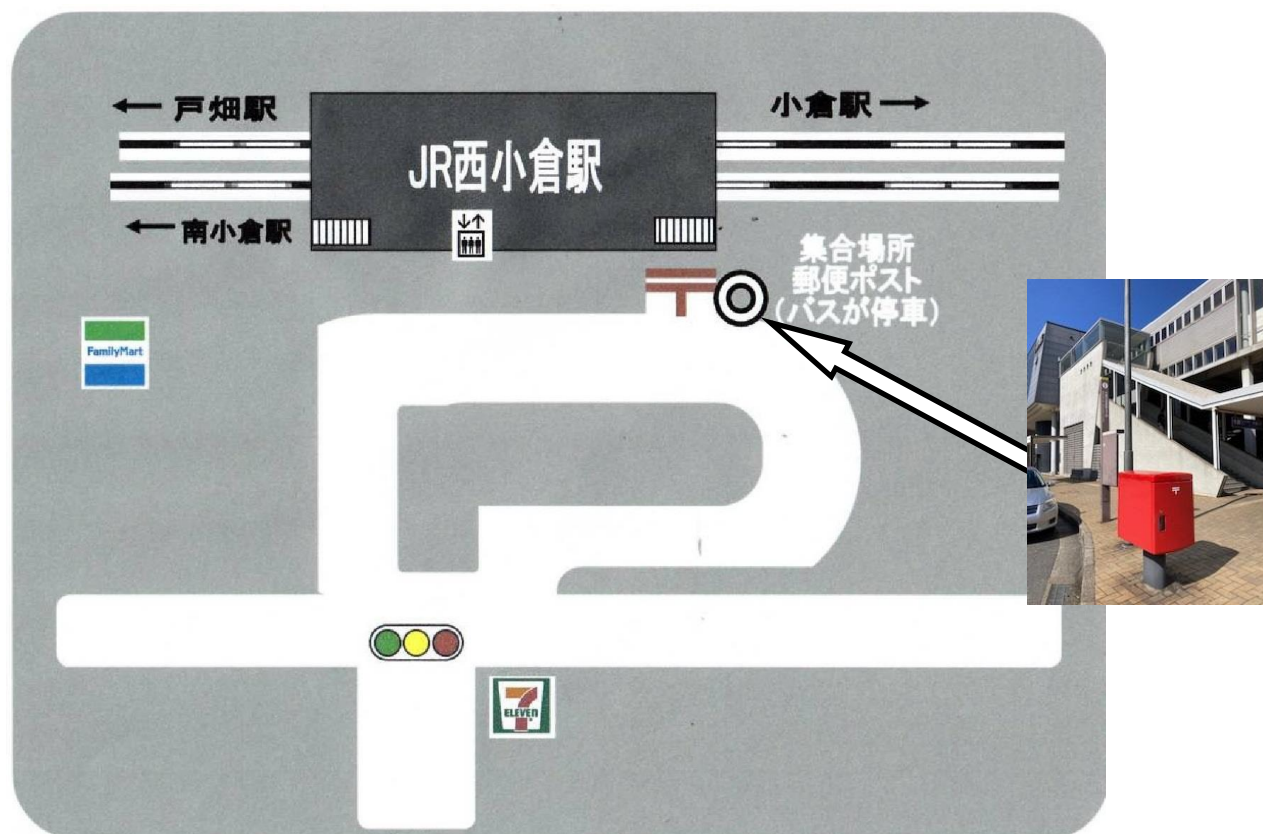 ← 戸畑駅
小倉駅 →
JR西小倉駅
← 南小倉駅
↓↑
集合場所
郵便ポスト
(バスが停車)
〒
FamilyMart
〒
7
ELEVEN